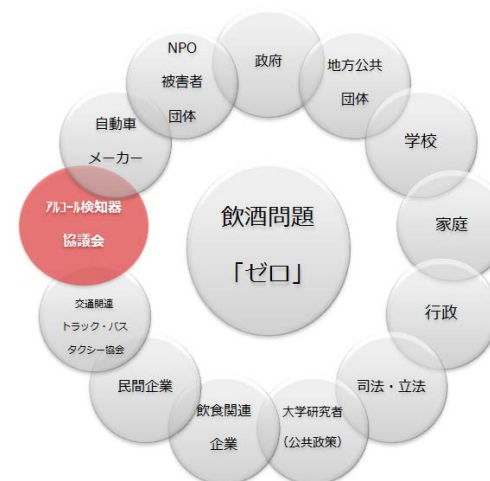 政府
地方公共
団体
学校
家庭
行政
司法・立法
大学研究者
（公共政策）
飲食関連
企業
民間企業
交通関連
トラック・バス
タクシー協会
アルコール検知器
協議会
自動車
メーカー
NPO
被害者
団体
飲酒問題
「ゼロ」